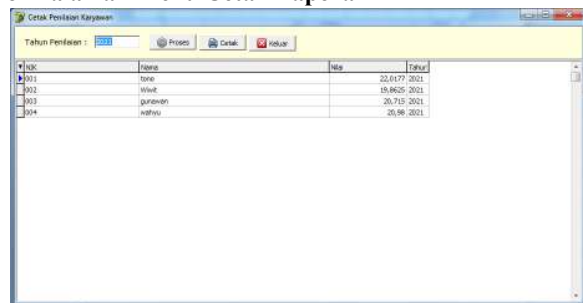 Cetak Penilaian Karyawan
Tahun Penilaian : 2021 Proses Cetak Keluar
NIK Nama Nilai Tahun
001 tono 22,0177 2021
002 Wiwit 19,8625 2021
003 gunawan 20,715 2021
004 wahyu 20,98 2021